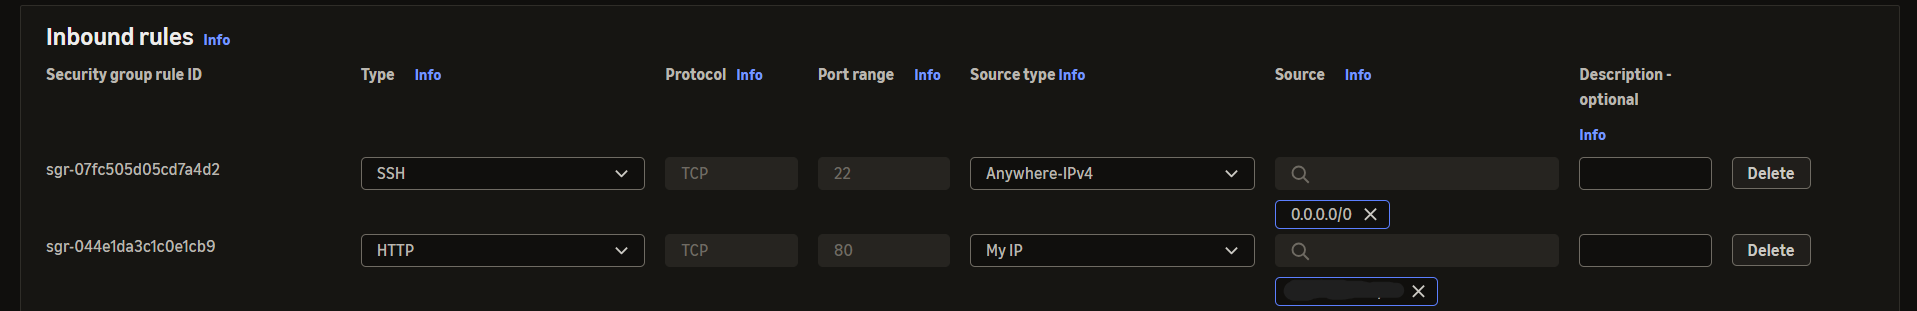 Inbound rules Info
Security group rule ID Type Info Protocol Info Port range Info Source type Info Source Info Description -
optional
Info
sgr-07fc505d05cd7a4d2 SSH TCP 22 Anywhere-IPv4 Delete
0.0.0.0/0
sgr-044e1da3c1c0e1cb9 HTTP TCP 80 My IP Delete